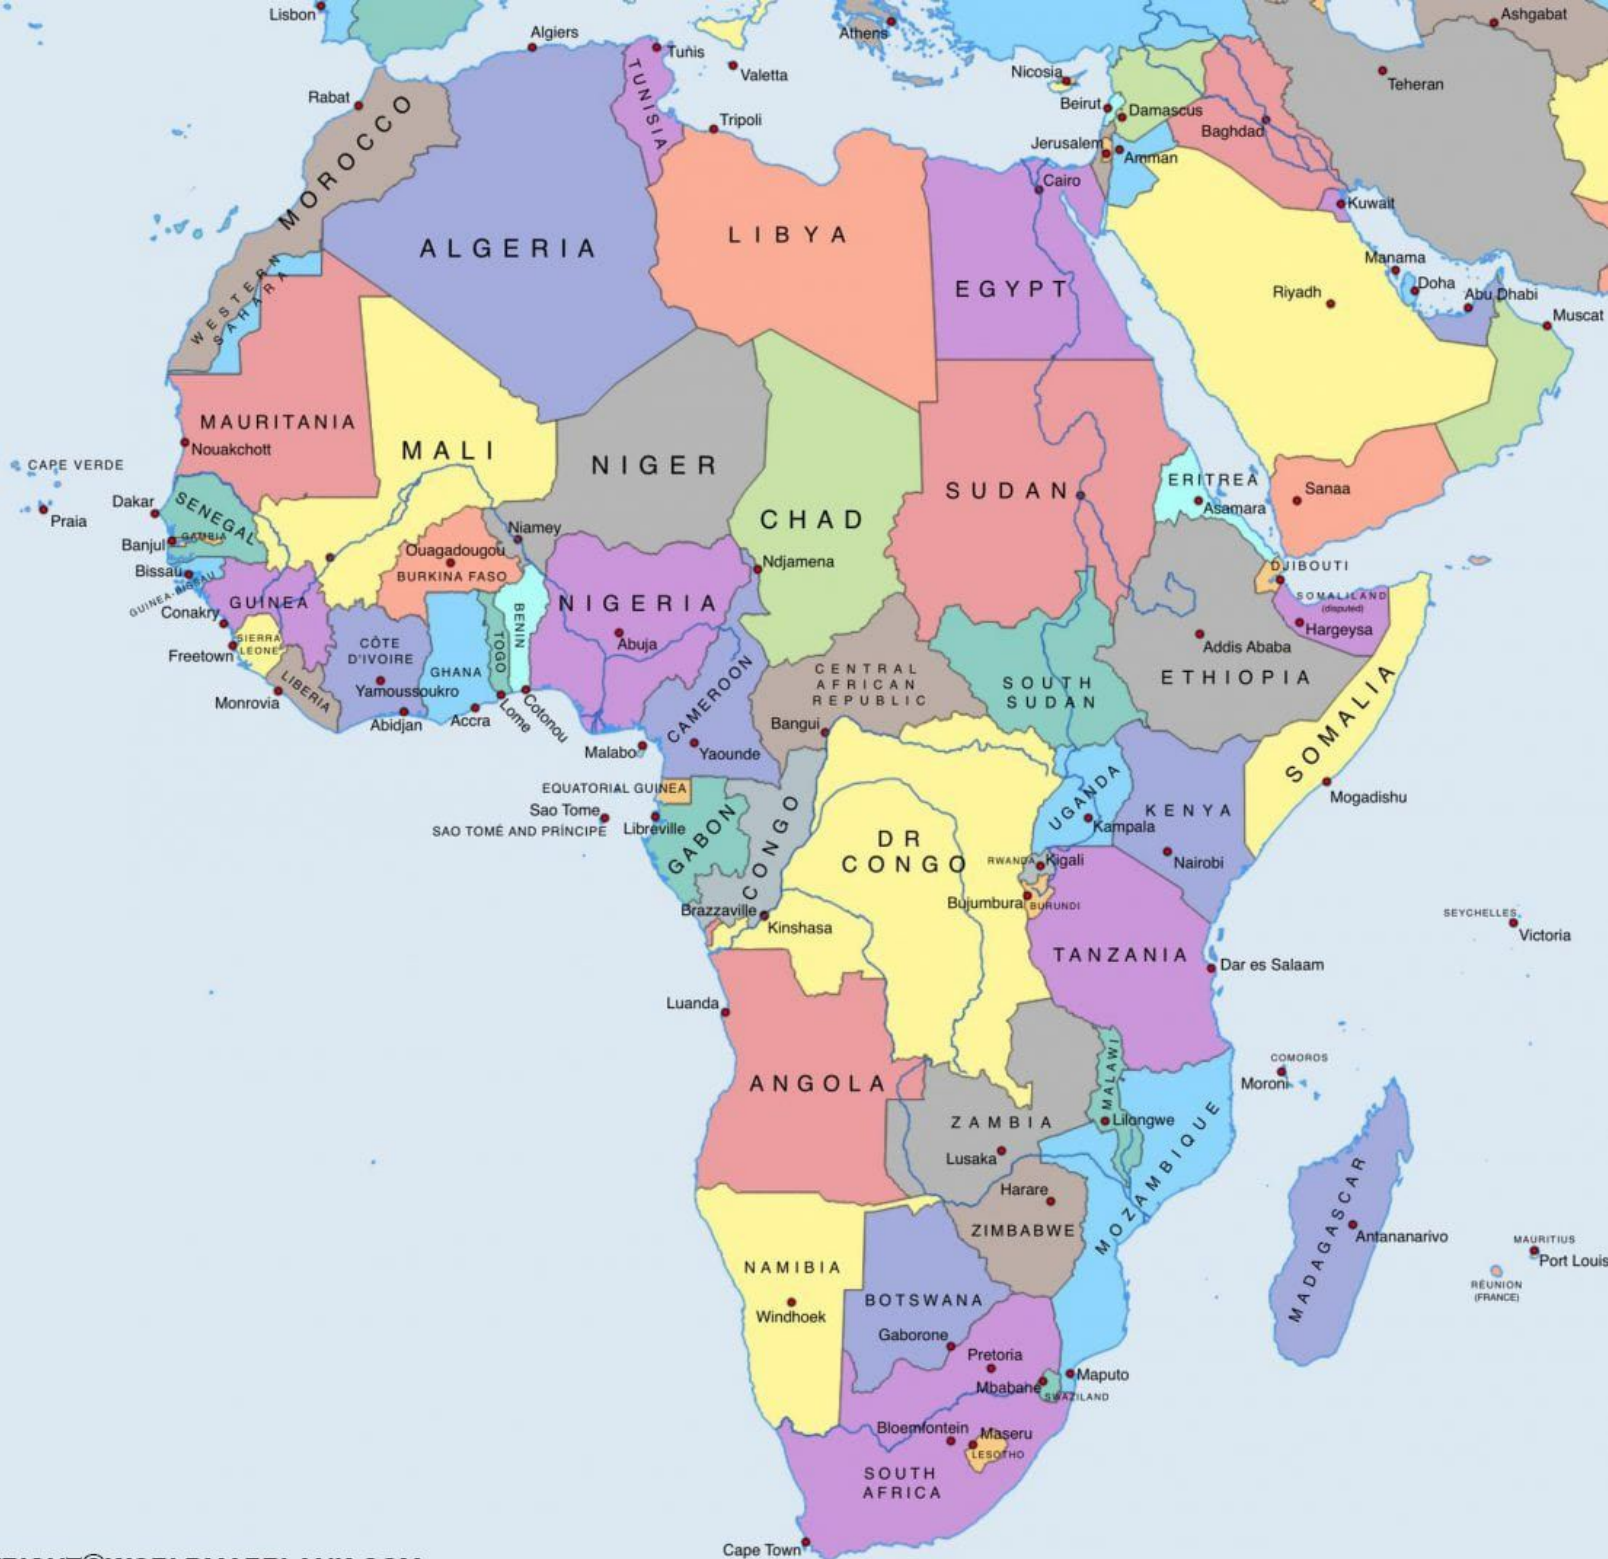 Lisbon
Algiers
Tunis
Athens
Ashgabat
Valetta
Nicosia
Teheran
Rabat
MOROCCO
TUNISIA
Tripoli
Beirut
Damascus
Baghdad
Jerusalem
Amman
Cairo
Kuwait
ALGERIA
LIBYA
EGYPT
Manama
Doha
Abu Dhabi
Riyadh
Muscat
WESTERN
SAHARA
MAURITANIA
Nouakchott
MALI
NIGER
CHAD
SUDAN
ERITREA
Asmara
Sanaa
CAPE VERDE
Praia
Dakar
SENEGAL
Banjul
GAMBIA
Bissau
GUINEA-BISSAU
Niamey
Ouagadougou
BURKINA FASO
Ndjamena
DJIBOUTI
SOMALILAND
(disputed)
Hargeysa
Conakry
GUINEA
SIERRA
LEONE
Freetown
LIBERIA
Monrovia
CÔTE
D'IVOIRE
Yamoussoukro
Abidjan
GHANA
Accra
TOGO
Lome
BENIN
Cotonou
NIGERIA
Abuja
CAMEROON
Yaounde
CENTRAL
AFRICAN
REPUBLIC
Bangui
SOUTH
SUDAN
Addis Ababa
ETHIOPIA
SOMALIA
Mogadishu
Malabo
EQUATORIAL GUINEA
Sao Tome
SAO TOMÉ AND PRÍNCIPE
Libreville
GABON
CONGO
Brazzaville
Kinshasa
DR
CONGO
UGANDA
Kampala
KENYA
Nairobi
RWANDA
Kigali
Bujumbura
BURUNDI
TANZANIA
Dar es Salaam
SEYCHELLES
Victoria
Luanda
ANGOLA
ZAMBIA
Lusaka
MALAWI
Lilongwe
MOZAMBIQUE
COMOROS
Moroni
Harare
ZIMBABWE
MADAGASCAR
Antananarivo
MAURITIUS
Port Louis
RÉUNION
(FRANCE)
NAMIBIA
Windhoek
BOTSWANA
Gaborone
Pretoria
Mbabane
SWAZILAND
Maputo
Bloemfontein
Maseru
LESOTHO
SOUTH
AFRICA
Cape Town